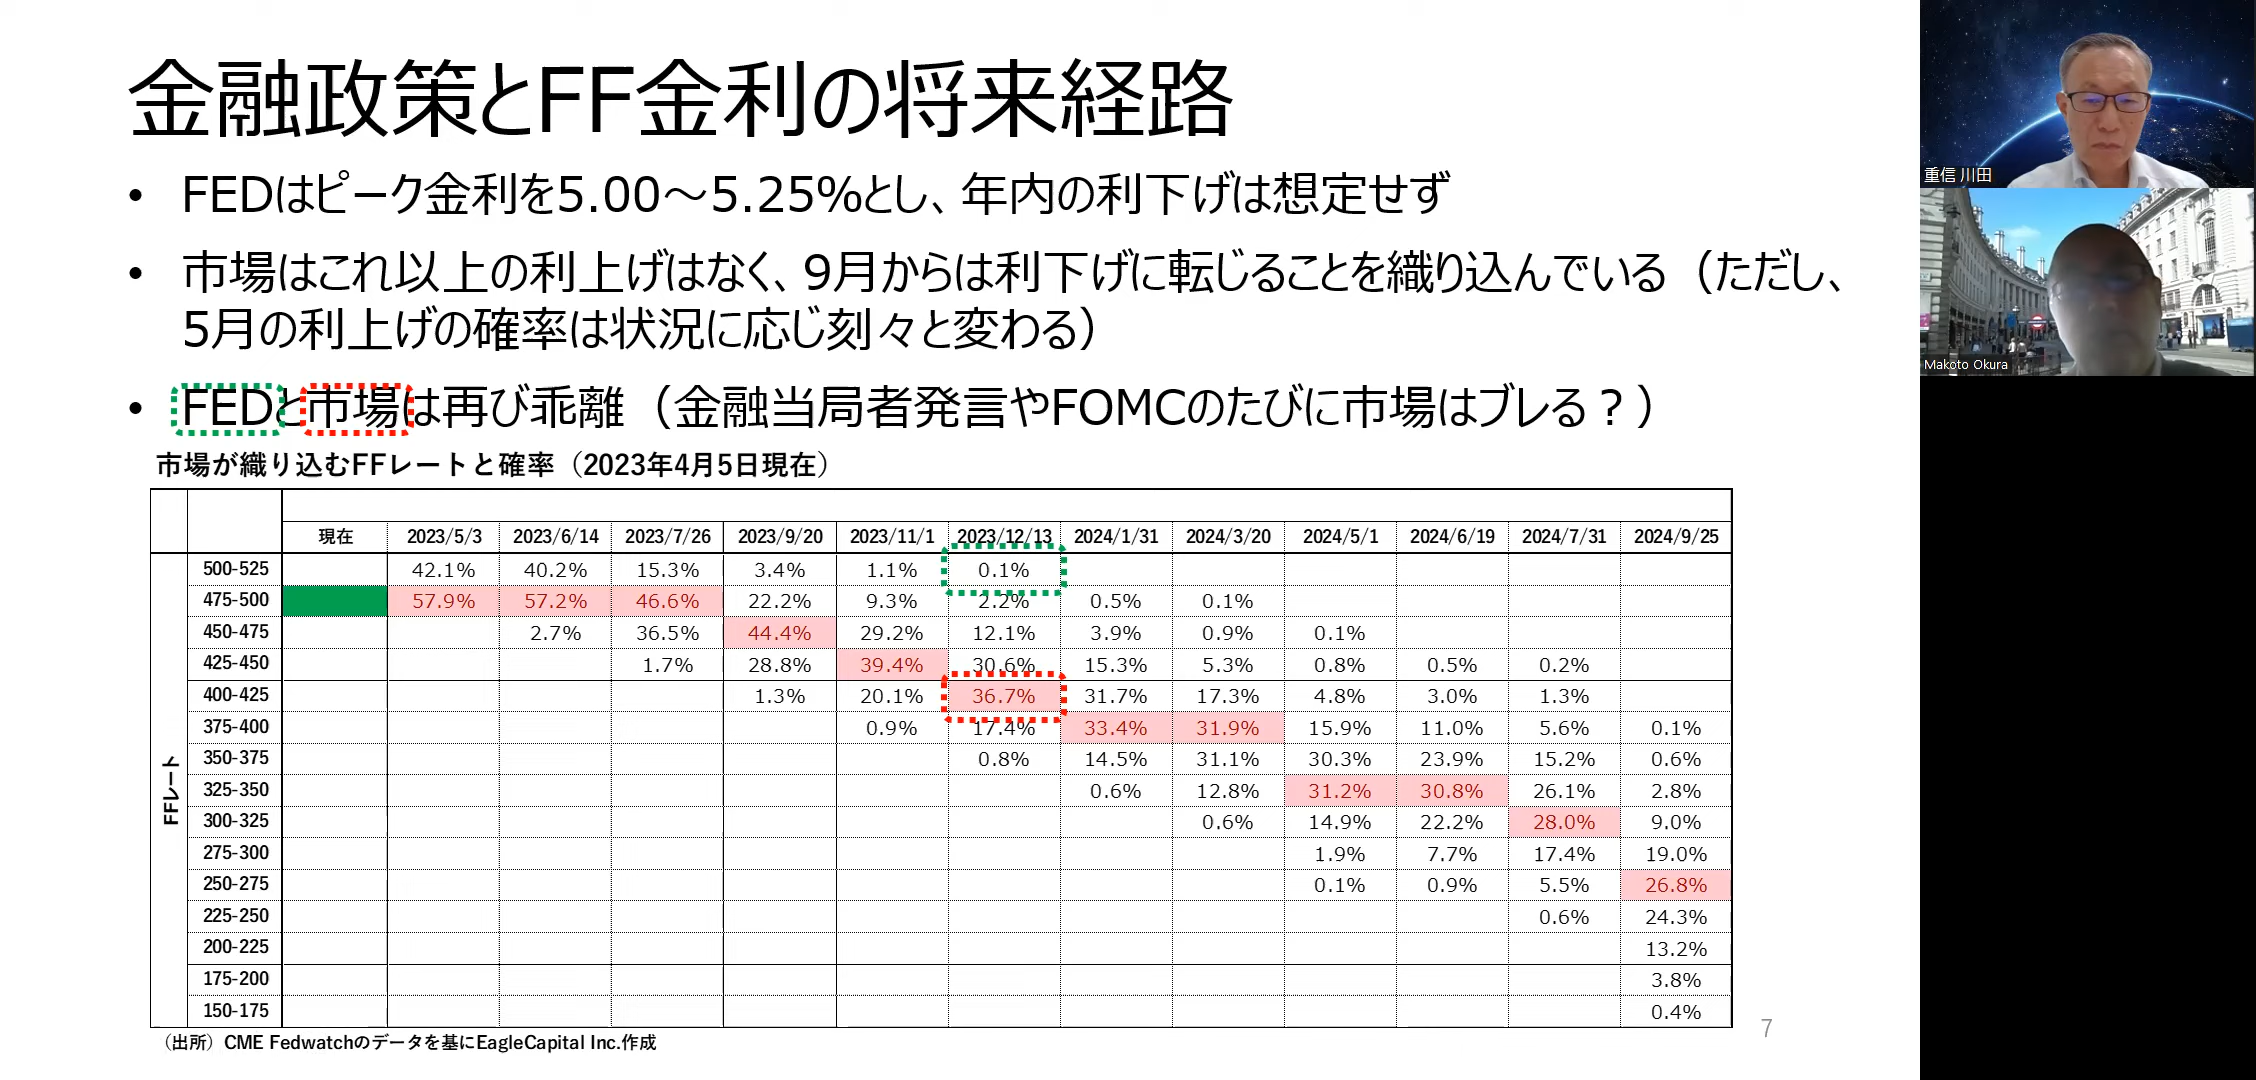 金融政策とFF金利の将来経路
• FEDはピーク金利を5.00～5.25%とし、年内の利下げは想定せず
• 市場はこれ以上の利上げはなく、9月からは利下げに転じることを織り込んでいる（ただし、
5月の利上げの確率は状況に応じ刻々と変わる）
• FEDと市場は再び乖離（金融当局者発言やFOMCのたびに市場はブレる？）
市場が織り込むFFレートと確率（2023年4月5日現在）
現在 2023/5/3 2023/6/14 2023/7/26 2023/9/20 2023/11/1 2023/12/13 2024/1/31 2024/3/20 2024/5/1 2024/6/19 2024/7/31 2024/9/25
FFレート
500-525 42.1% 40.2% 15.3% 3.4% 1.1% 0.1%
475-500 57.9% 57.2% 46.6% 22.2% 9.3% 2.2% 0.5% 0.1%
450-475 2.7% 36.5% 44.4% 29.2% 12.1% 3.9% 0.9% 0.1%
425-450 1.7% 28.8% 39.4% 30.6% 15.3% 5.3% 0.8% 0.5% 0.2%
400-425 1.3% 20.1% 36.7% 31.7% 17.3% 4.8% 3.0% 1.3%
375-400 0.9% 17.4% 33.4% 31.9% 15.9% 11.0% 5.6% 0.1%
350-375 0.8% 14.5% 31.1% 30.3% 23.9% 15.2% 0.6%
325-350 0.6% 12.8% 31.2% 30.8% 26.1% 2.8%
300-325 0.6% 14.9% 22.2% 28.0% 9.0%
275-300 1.9% 7.7% 17.4% 19.0%
250-275 0.1% 0.9% 5.5% 26.8%
225-250 0.6% 24.3%
200-225 13.2%
175-200 3.8%
150-175 0.4%
（出所）CME Fedwatchのデータを基にEagleCapital Inc.作成
7
重信 川田
Makoto Okura